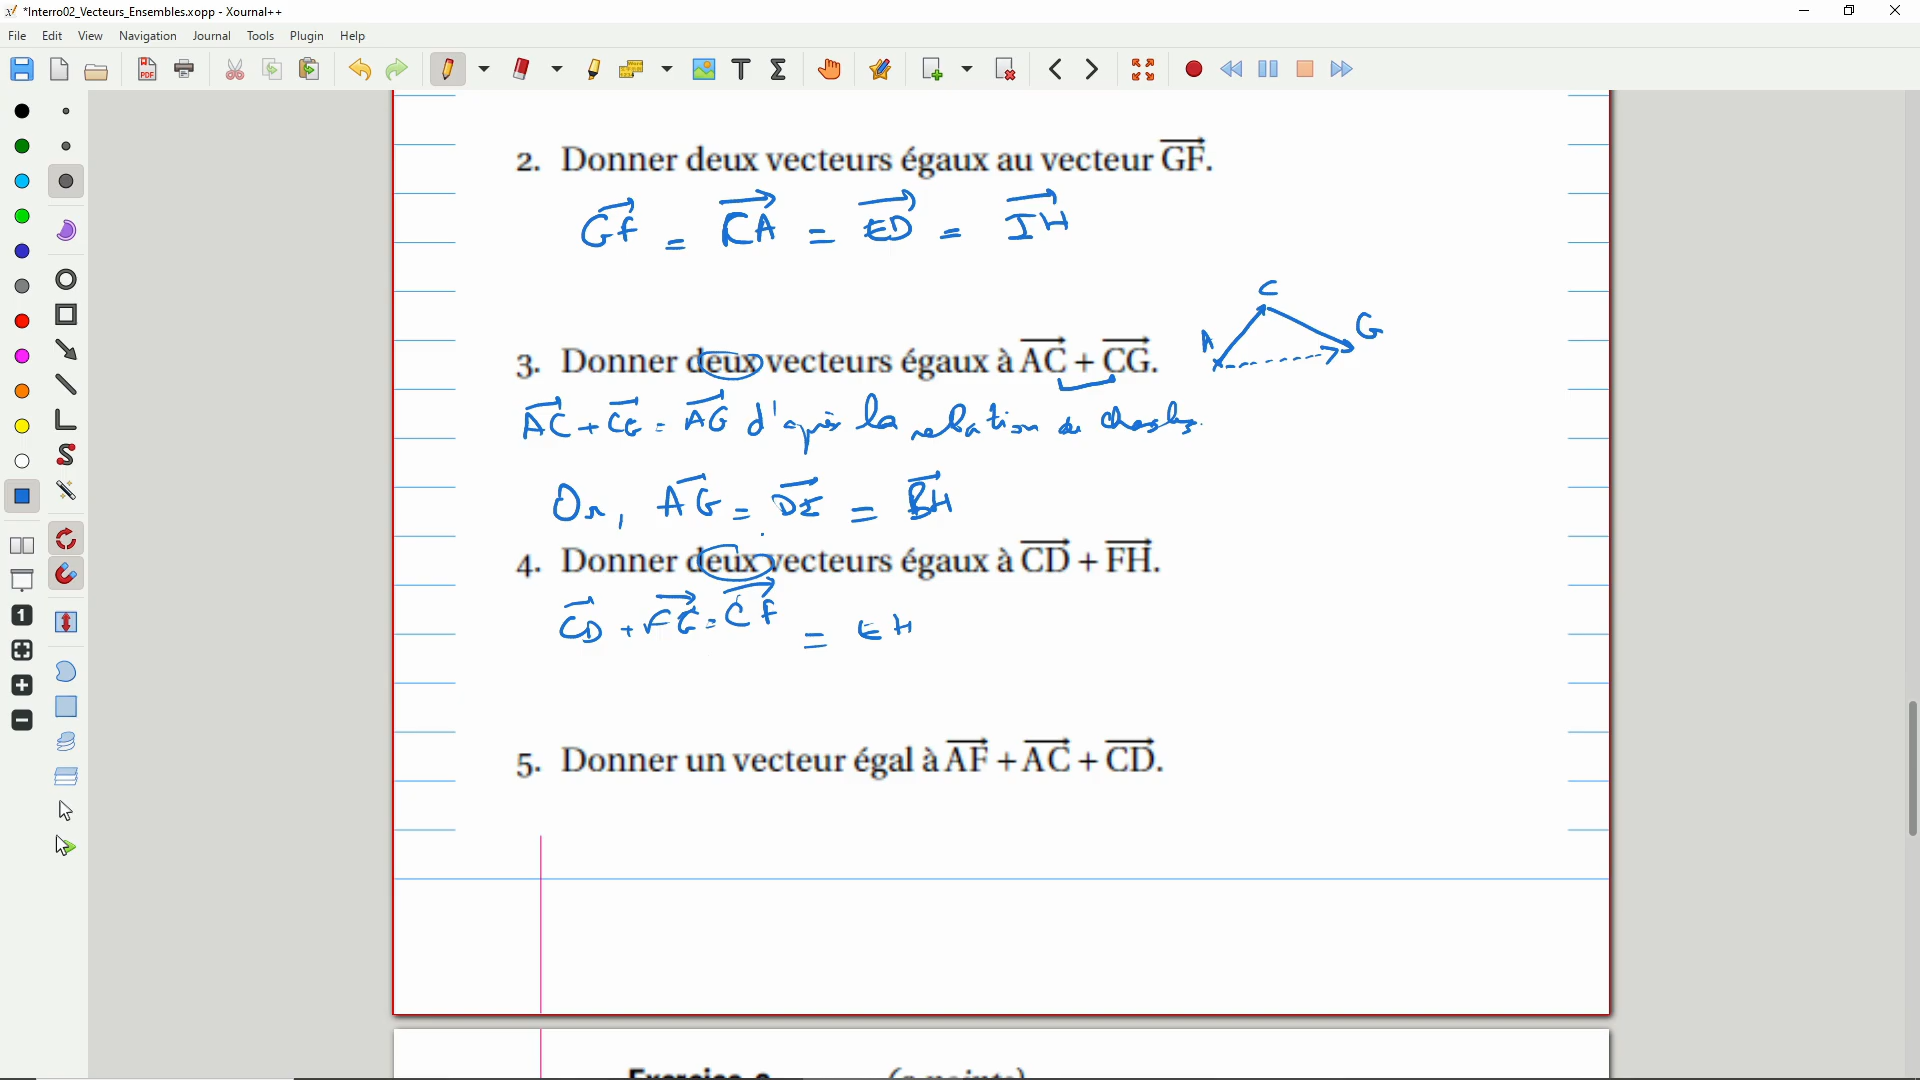 *Interro02_Vecteurs_Ensembles.xopp - Xournal++
File Edit View Navigation Journal Tools Plugin Help
2. Donner deux vecteurs égaux au vecteur GF.
GF = CA = ED = IH
C
A
G
3. Donner deux vecteurs égaux à AC + CG.
AC + CG = AG d'après la relation de Chasles.
Or, AG = DI = BH
4. Donner deux vecteurs égaux à CD + FH.
CD + FG = CF = EH
5. Donner un vecteur égal à AF + AC + CD.